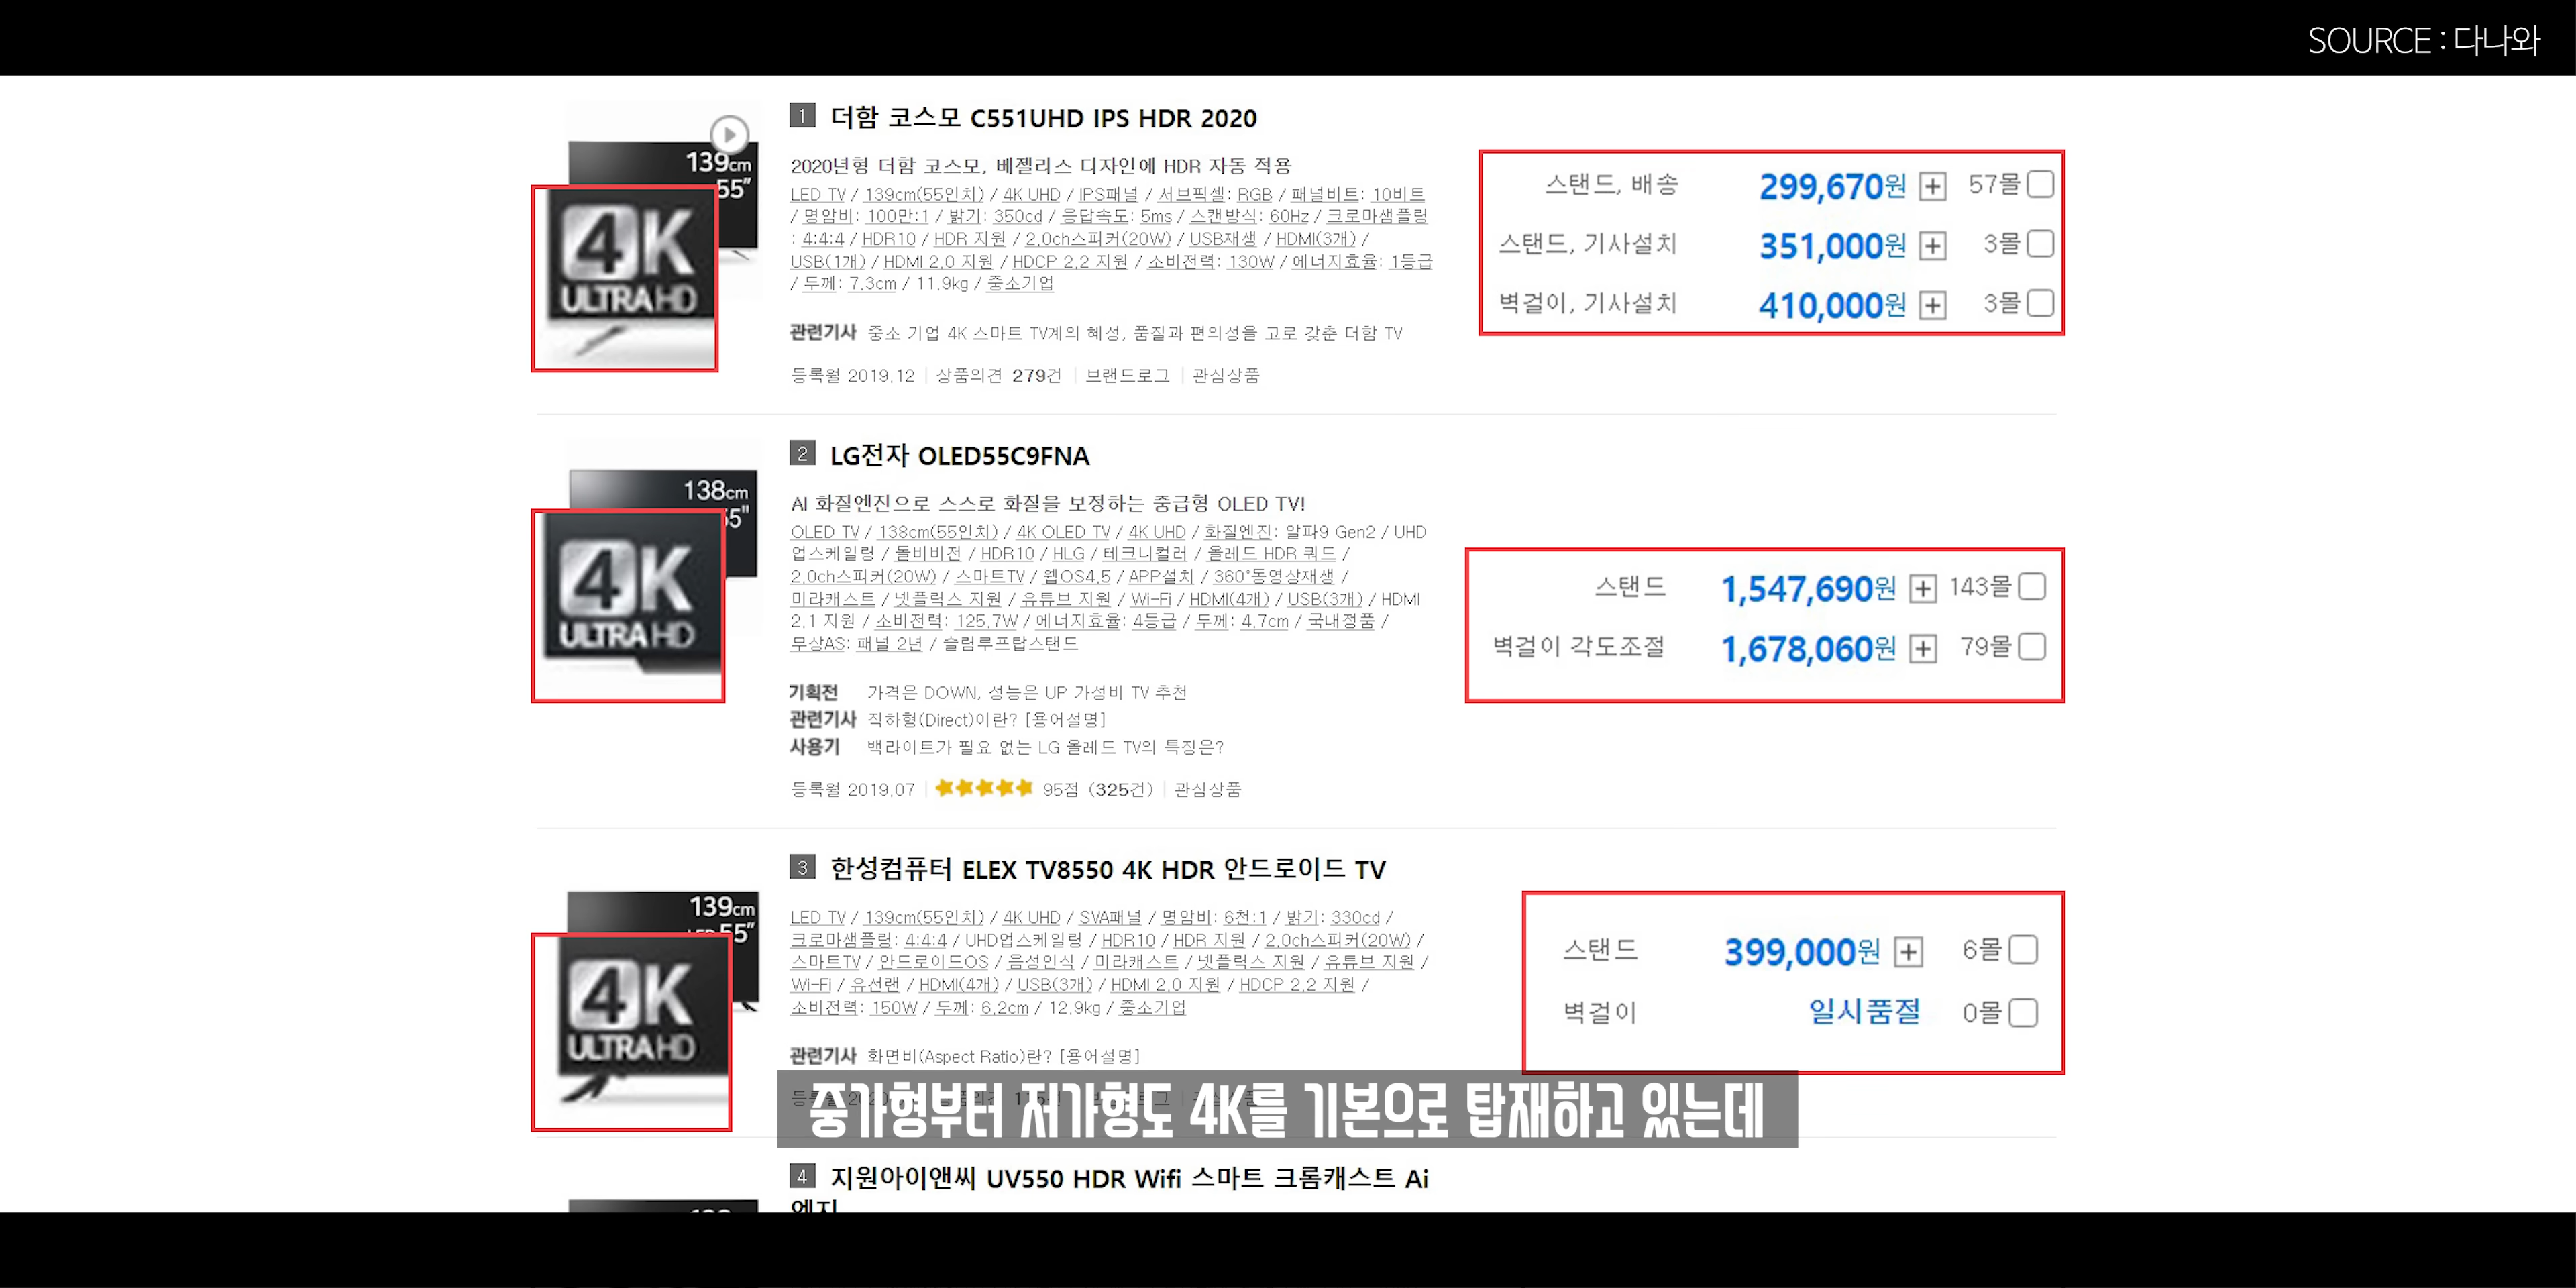 SOURCE : 다나와
139cm
55"
4K
ULTRA HD
1 더함 코스모 C551UHD IPS HDR 2020
2020년형 더함 코스모, 베젤리스 디자인에 HDR 자동 적용
LED TV / 139cm(55인치) / 4K UHD / IPS패널 / 서브픽셀: RGB / 패널비트: 10비트
/ 명암비: 100만:1 / 밝기: 350cd / 응답속도: 5ms / 스캔방식: 60Hz / 크로마샘플링
: 4:4:4 / HDR10 / HDR 지원 / 2.0ch스피커(20W) / USB재생 / HDMI(3개) /
USB(1개) / HDMI 2.0 지원 / HDCP 2.2 지원 / 소비전력: 130W / 에너지효율: 1등급
/ 두께: 7.3cm / 11.9kg / 중소기업
관련기사 중소 기업 4K 스마트 TV계의 혜성, 품질과 편의성을 고로 갖춘 더함 TV
등록월 2019.12 | 상품의견 279건 | 브랜드로그 | 관심상품
스탠드, 배송 299,670원 + 57몰
스탠드, 기사설치 351,000원 + 3몰
벽걸이, 기사설치 410,000원 + 3몰
138cm
55"
4K
ULTRA HD
2 LG전자 OLED55C9FNA
AI 화질엔진으로 스스로 화질을 보정하는 중급형 OLED TV!
OLED TV / 138cm(55인치) / 4K OLED TV / 4K UHD / 화질엔진: 알파9 Gen2 / UHD
업스케일링 / 돌비비전 / HDR10 / HLG / 테크니컬러 / 올레드 HDR 쿼드 /
2.0ch스피커(20W) / 스마트TV / 웹OS4.5 / APP설치 / 360°동영상재생 /
미라캐스트 / 넷플릭스 지원 / 유튜브 지원 / Wi-Fi / HDMI(4개) / USB(3개) / HDMI
2.1 지원 / 소비전력: 125.7W / 에너지효율: 4등급 / 두께: 4.7cm / 국내정품 /
무상AS: 패널 2년 / 슬림루프탑스탠드
기획전 가격은 DOWN, 성능은 UP 가성비 TV 추천
관련기사 직하형(Direct)이란? [용어설명]
사용기 백라이트가 필요 없는 LG 올레드 TV의 특징은?
등록월 2019.07 | 95점 (325건) | 관심상품
스탠드 1,547,690원 + 143몰
벽걸이 각도조절 1,678,060원 + 79몰
139cm
55"
4K
ULTRA HD
3 한성컴퓨터 ELEX TV8550 4K HDR 안드로이드 TV
LED TV / 139cm(55인치) / 4K UHD / SVA패널 / 명암비: 6천:1 / 밝기: 330cd /
크로마샘플링: 4:4:4 / UHD업스케일링 / HDR10 / HDR 지원 / 2.0ch스피커(20W) /
스마트TV / 안드로이드OS / 음성인식 / 미라캐스트 / 넷플릭스 지원 / 유튜브 지원 /
Wi-Fi / 유선랜 / HDMI(4개) / USB(3개) / HDMI 2.0 지원 / HDCP 2.2 지원 /
소비전력: 150W / 두께: 6.2cm / 12.9kg / 중소기업
관련기사 화면비(Aspect Ratio)란? [용어설명]
스탠드 399,000원 + 6몰
벽걸이 일시품절 0몰
중가형부터 저가형도 4K를 기본으로 탑재하고 있는데
4 지원아이앤씨 UV550 HDR Wifi 스마트 크롬캐스트 Ai